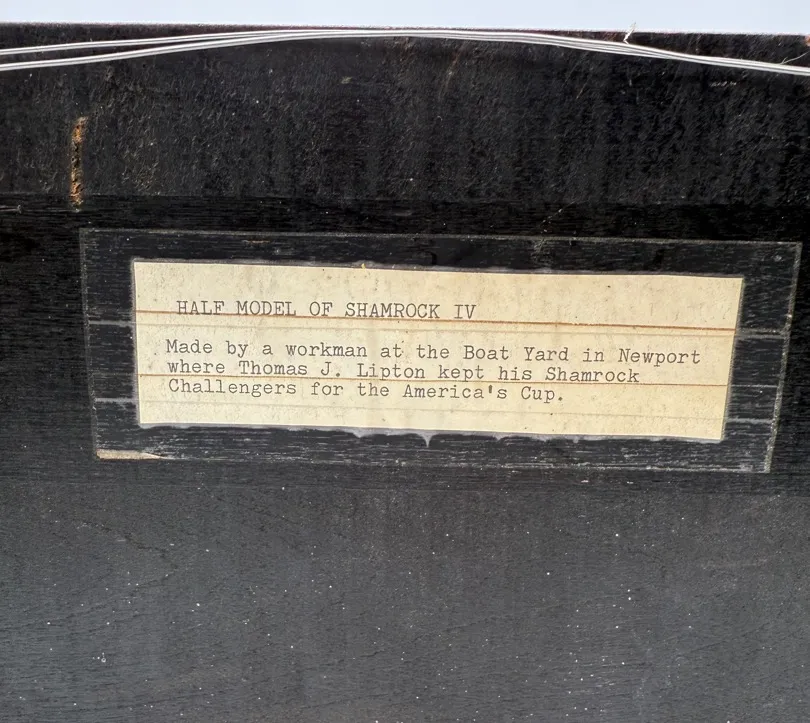 HALF MODEL OF SHAMROCK IV
Made by a workman at the Boat Yard in Newport
where Thomas J. Lipton kept his Shamrock
Challengers for the America's Cup.